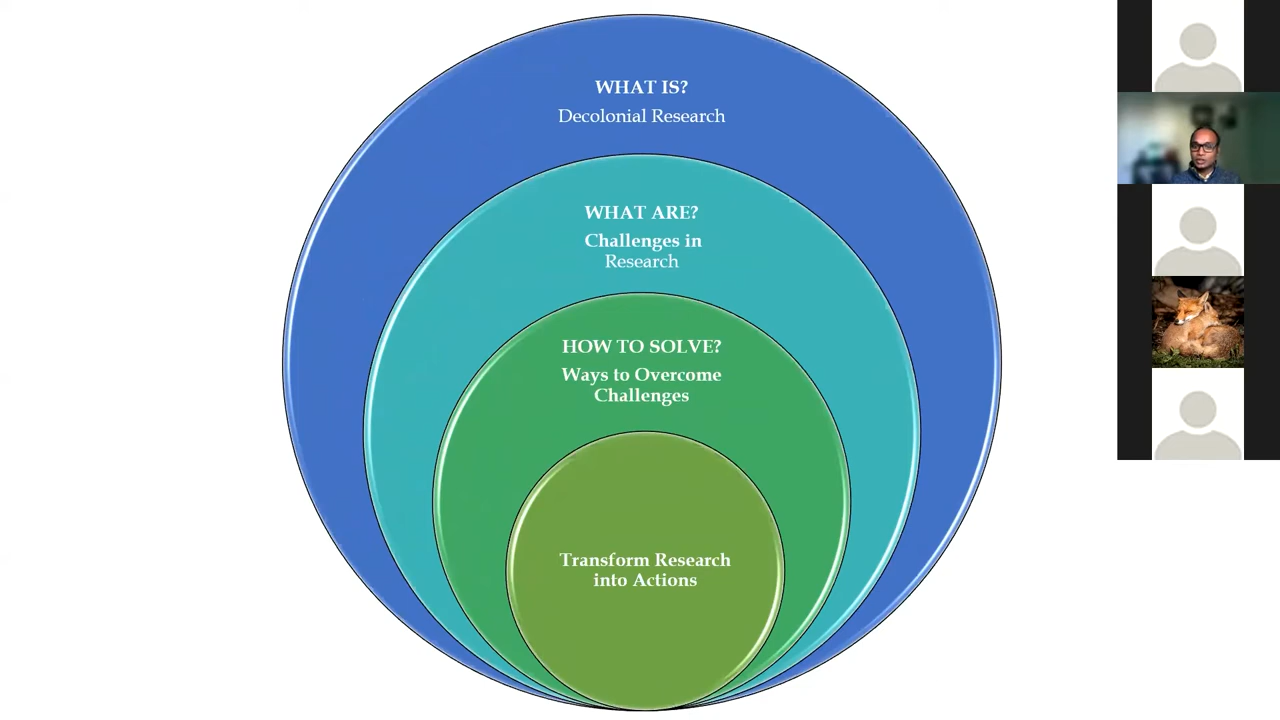 WHAT IS?
Decolonial Research
WHAT ARE?
Challenges in
Research
HOW TO SOLVE?
Ways to Overcome
Challenges
Transform Research
into Actions